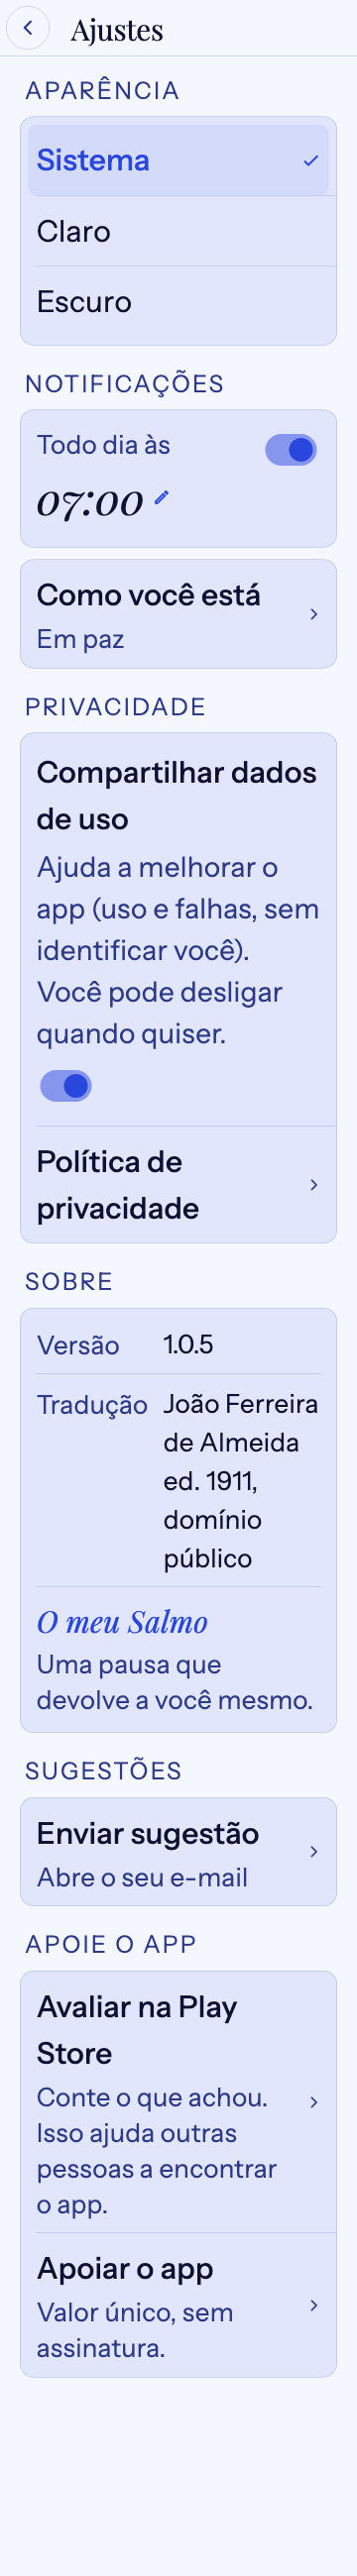 Ajustes
APARÊNCIA
Sistema
Claro
Escuro
NOTIFICAÇÕES
Todo dia às
07:00
Como você está
Em paz
PRIVACIDADE
Compartilhar dados
de uso
Ajuda a melhorar o
app (uso e falhas, sem
identificar você).
Você pode desligar
quando quiser.
Política de
privacidade
SOBRE
Versão 1.0.5
Tradução João Ferreira
de Almeida
ed. 1911,
domínio
público
O meu Salmo
Uma pausa que
devolve a você mesmo.
SUGESTÕES
Enviar sugestão
Abre o seu e-mail
APOIE O APP
Avaliar na Play
Store
Conte o que achou.
Isso ajuda outras
pessoas a encontrar
o app.
Apoiar o app
Valor único, sem
assinatura.